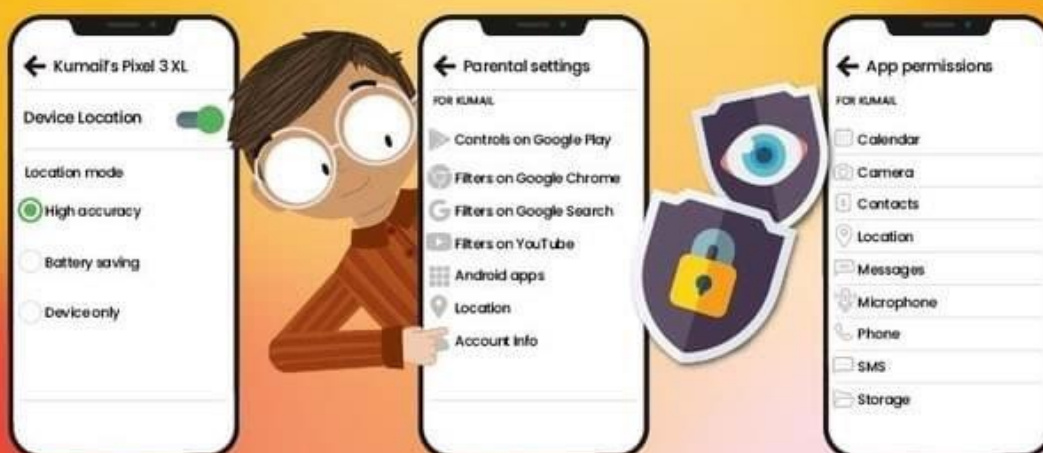 Kumail's Pixel 3 XL
Device Location
Location mode
High accuracy
Battery saving
Device only
Parental settings
FOR KUMAIL
Controls on Google Play
Filters on Google Chrome
Filters on Google Search
Filters on YouTube
Android apps
Location
Account info
App permissions
FOR KUMAIL
Calendar
Camera
Contacts
Location
Messages
Microphone
Phone
SMS
Storage